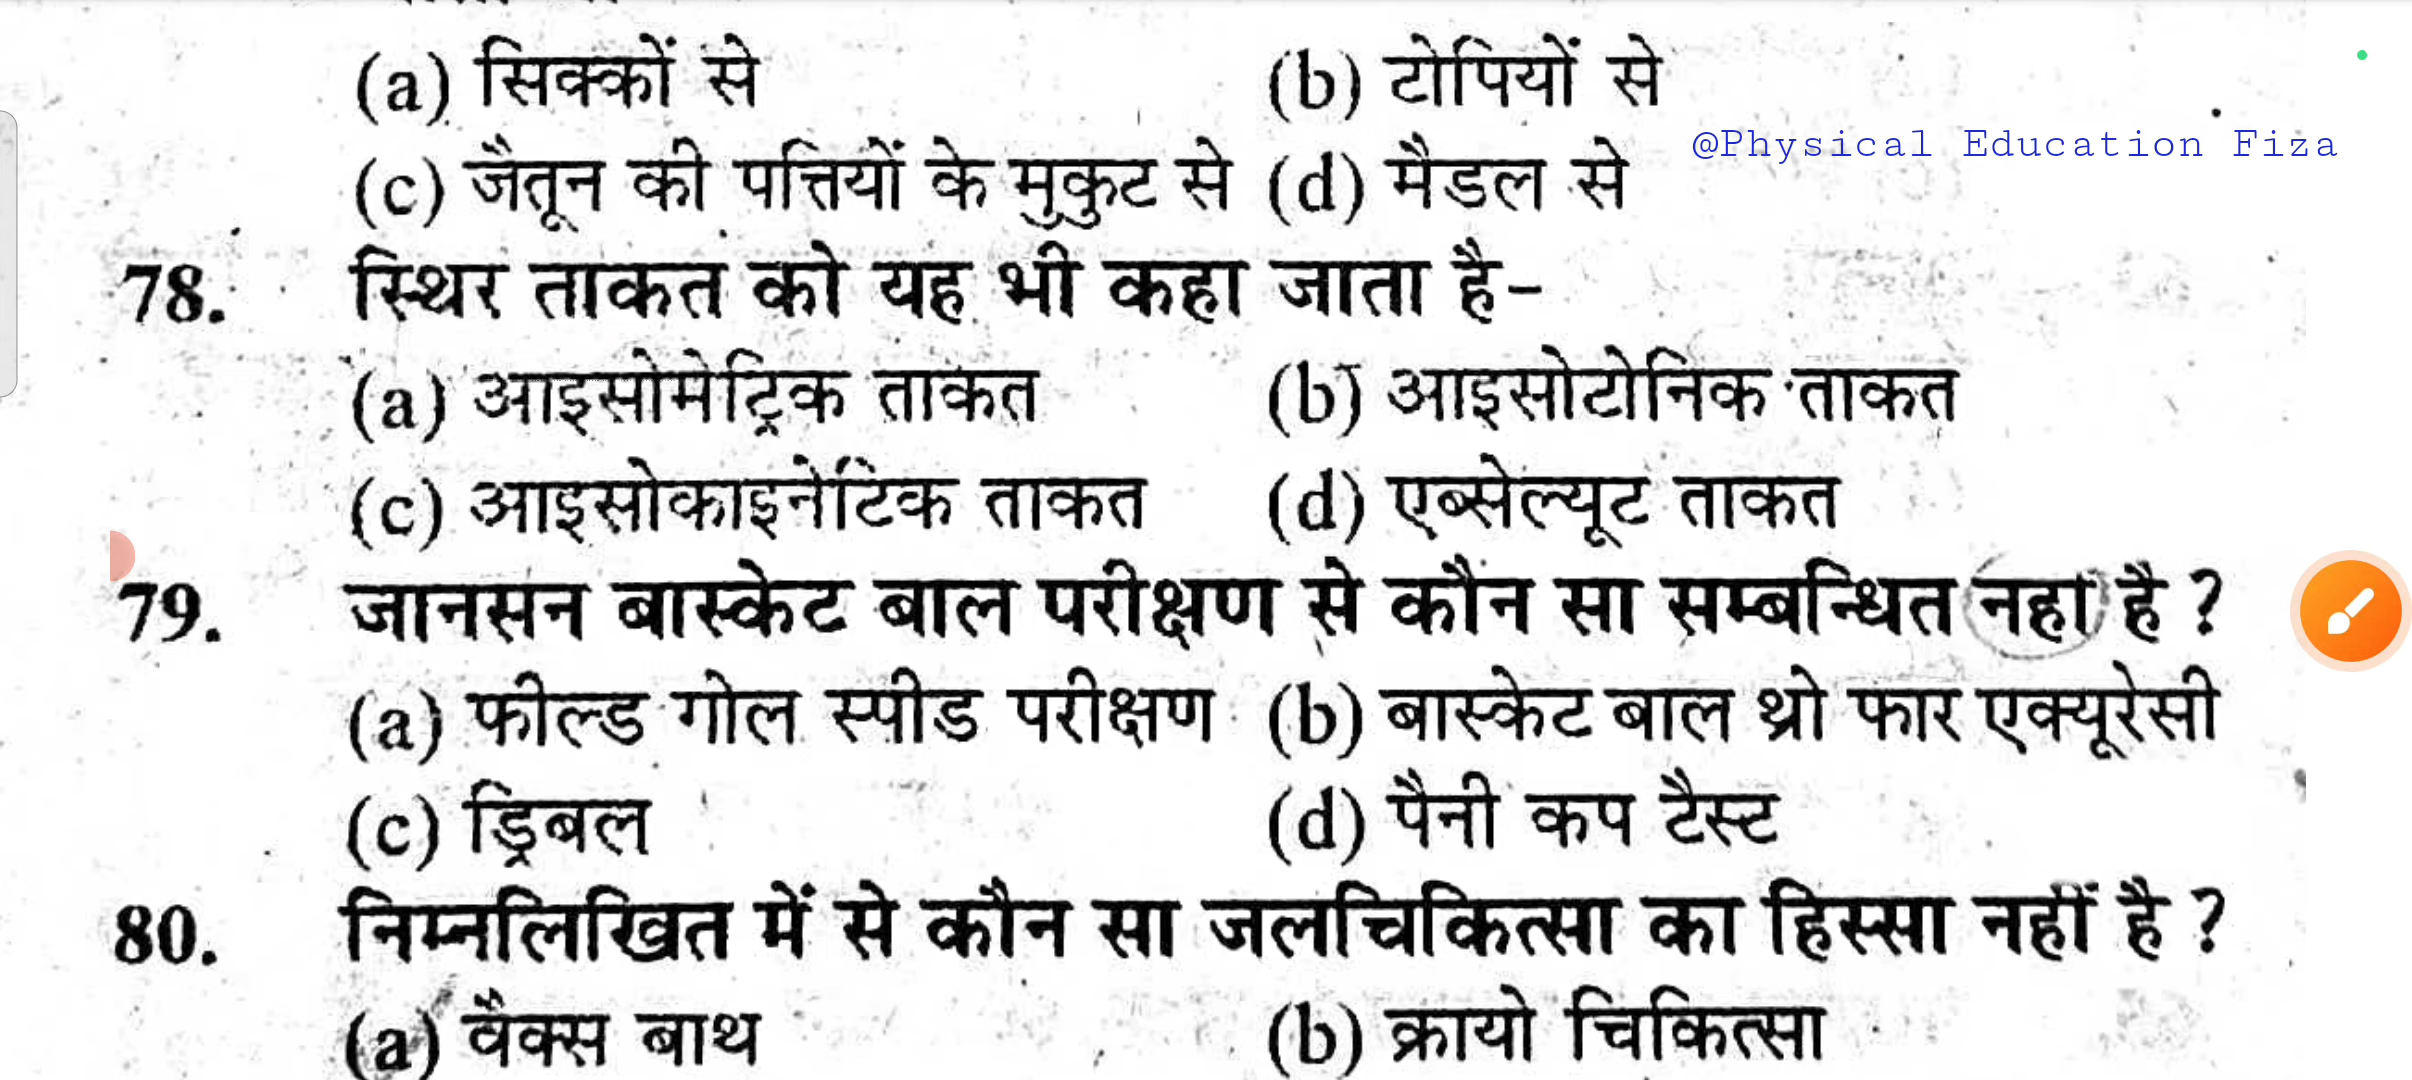 (a) सिक्कों से (b) टोपियों से
@Physical Education Fiza
(c) जैतून की पत्तियों के मुकुट से (d) मैडल से
78. स्थिर ताकत को यह भी कहा जाता है-
(a) आइसोमेट्रिक ताकत (b) आइसोटोनिक ताकत
(c) आइसोकाइनेटिक ताकत (d) एब्सेल्यूट ताकत
79. जानसन बास्केट बाल परीक्षण से कौन सा सम्बन्धित नहा है ?
(a) फील्ड गोल स्पीड परीक्षण (b) बास्केट बाल थ्रो फार एक्यूरेसी
(c) ड्रिबल (d) पैनी कप टैस्ट
80. निम्नलिखित में से कौन सा जलचिकित्सा का हिस्सा नहीं है ?
(a) वैक्स बाथ (b) क्रायो चिकित्सा